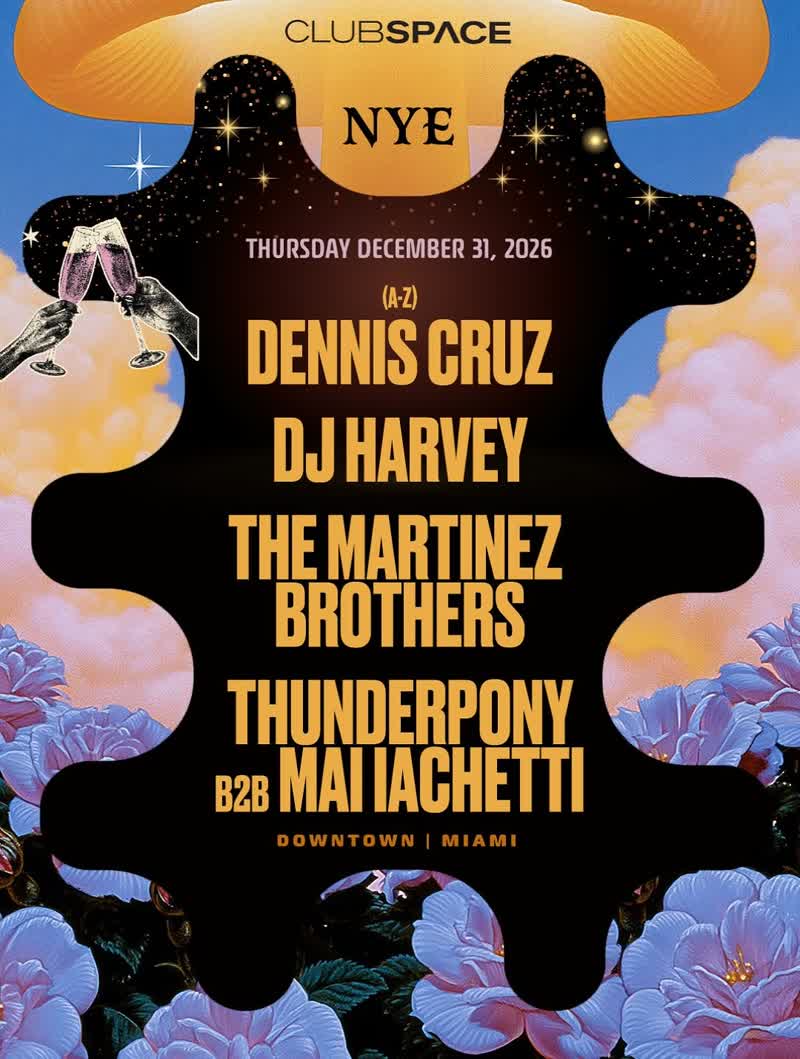 CLUBSPACE
NYE
THURSDAY DECEMBER 31, 2026
(A-Z)
DENNIS CRUZ
DJ HARVEY
THE MARTINEZ
BROTHERS
THUNDERPONY
B2B MAI IACHETTI
DOWNTOWN | MIAMI